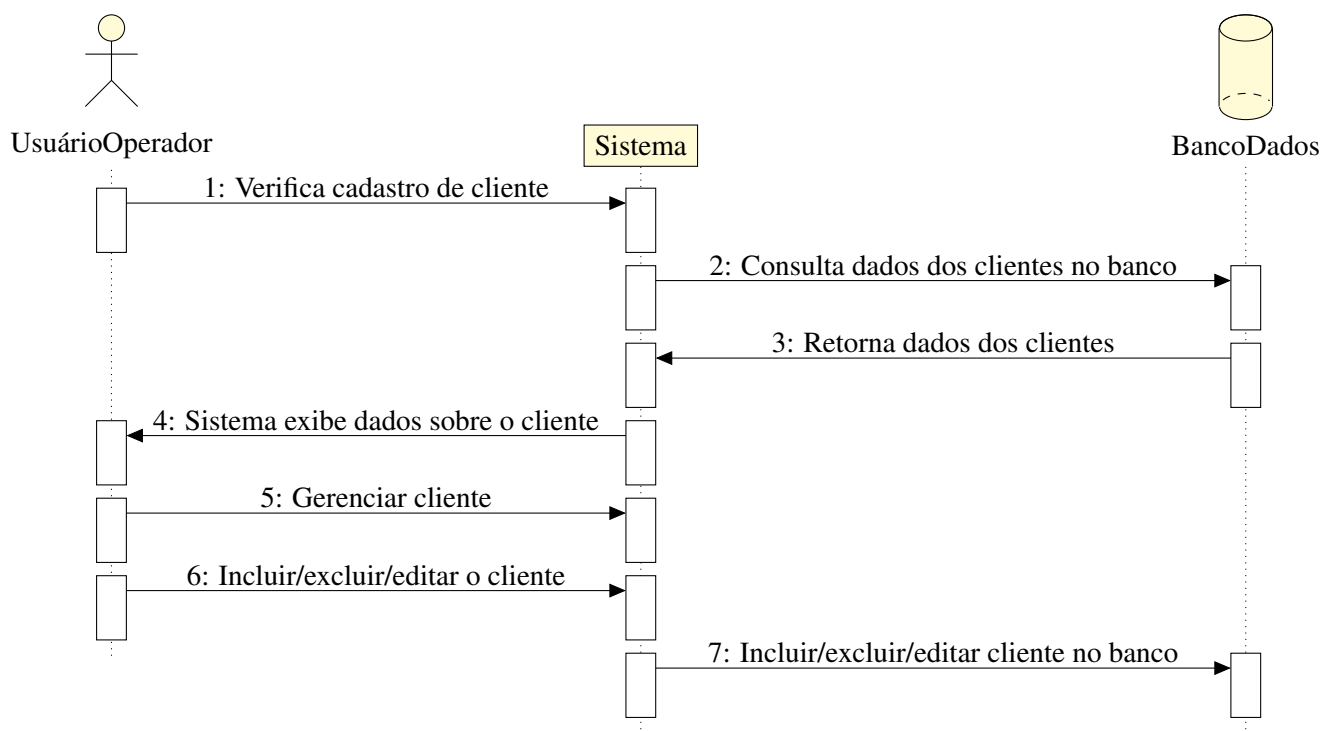 UsuárioOperador
Sistema
BancoDados
1: Verifica cadastro de cliente
2: Consulta dados dos clientes no banco
3: Retorna dados dos clientes
4: Sistema exibe dados sobre o cliente
5: Gerenciar cliente
6: Incluir/excluir/editar o cliente
7: Incluir/excluir/editar cliente no banco